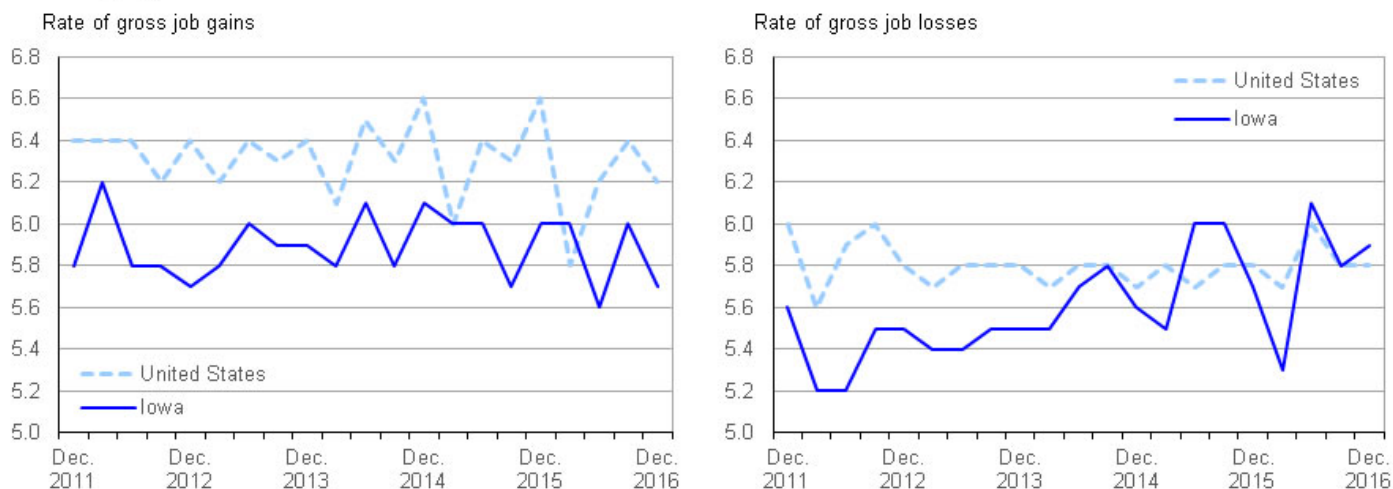 Rate of gross job gains
6.8
6.6
6.4
6.2
6.0
5.8
5.6
5.4
5.2
5.0
United States
Iowa
Dec. Dec. Dec. Dec. Dec. Dec.
2011 2012 2013 2014 2015 2016
Rate of gross job losses
6.8
6.6
6.4
6.2
6.0
5.8
5.6
5.4
5.2
5.0
United States
Iowa
Dec. Dec. Dec. Dec. Dec. Dec.
2011 2012 2013 2014 2015 2016